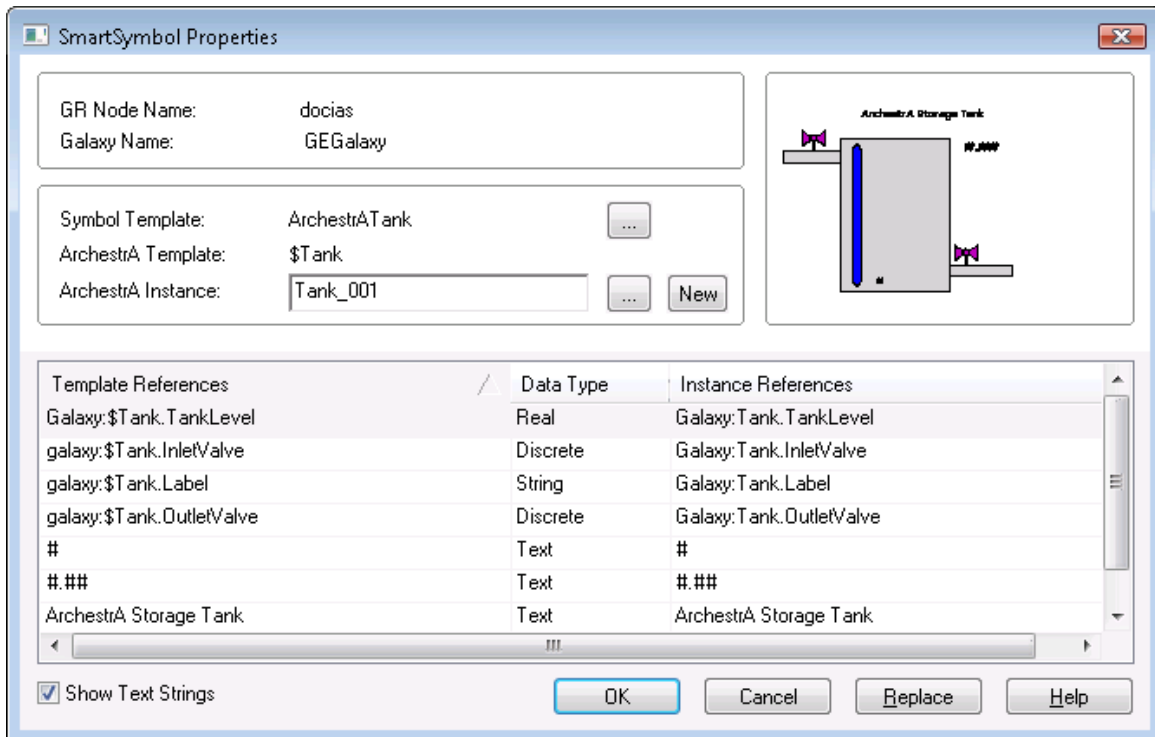 SmartSymbol Properties
GR Node Name: docias
Galaxy Name: GEGalaxy
Symbol Template: ArchestrATank ...
ArchestrA Template: $Tank
ArchestrA Instance: Tank_001 ... New
ArchestrA Storage Tank
#.###
#
Template References Data Type Instance References
Galaxy:$Tank.TankLevel Real Galaxy:Tank.TankLevel
galaxy:$Tank.InletValve Discrete Galaxy:Tank.InletValve
galaxy:$Tank.Label String Galaxy:Tank.Label
galaxy:$Tank.OutletValve Discrete Galaxy:Tank.OutletValve
# Text #
#.## Text #.##
ArchestrA Storage Tank Text ArchestrA Storage Tank
Show Text Strings OK Cancel Replace Help